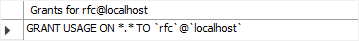 Grants for rfc@localhost
GRANT USAGE ON *.* TO `rfc`@`localhost`